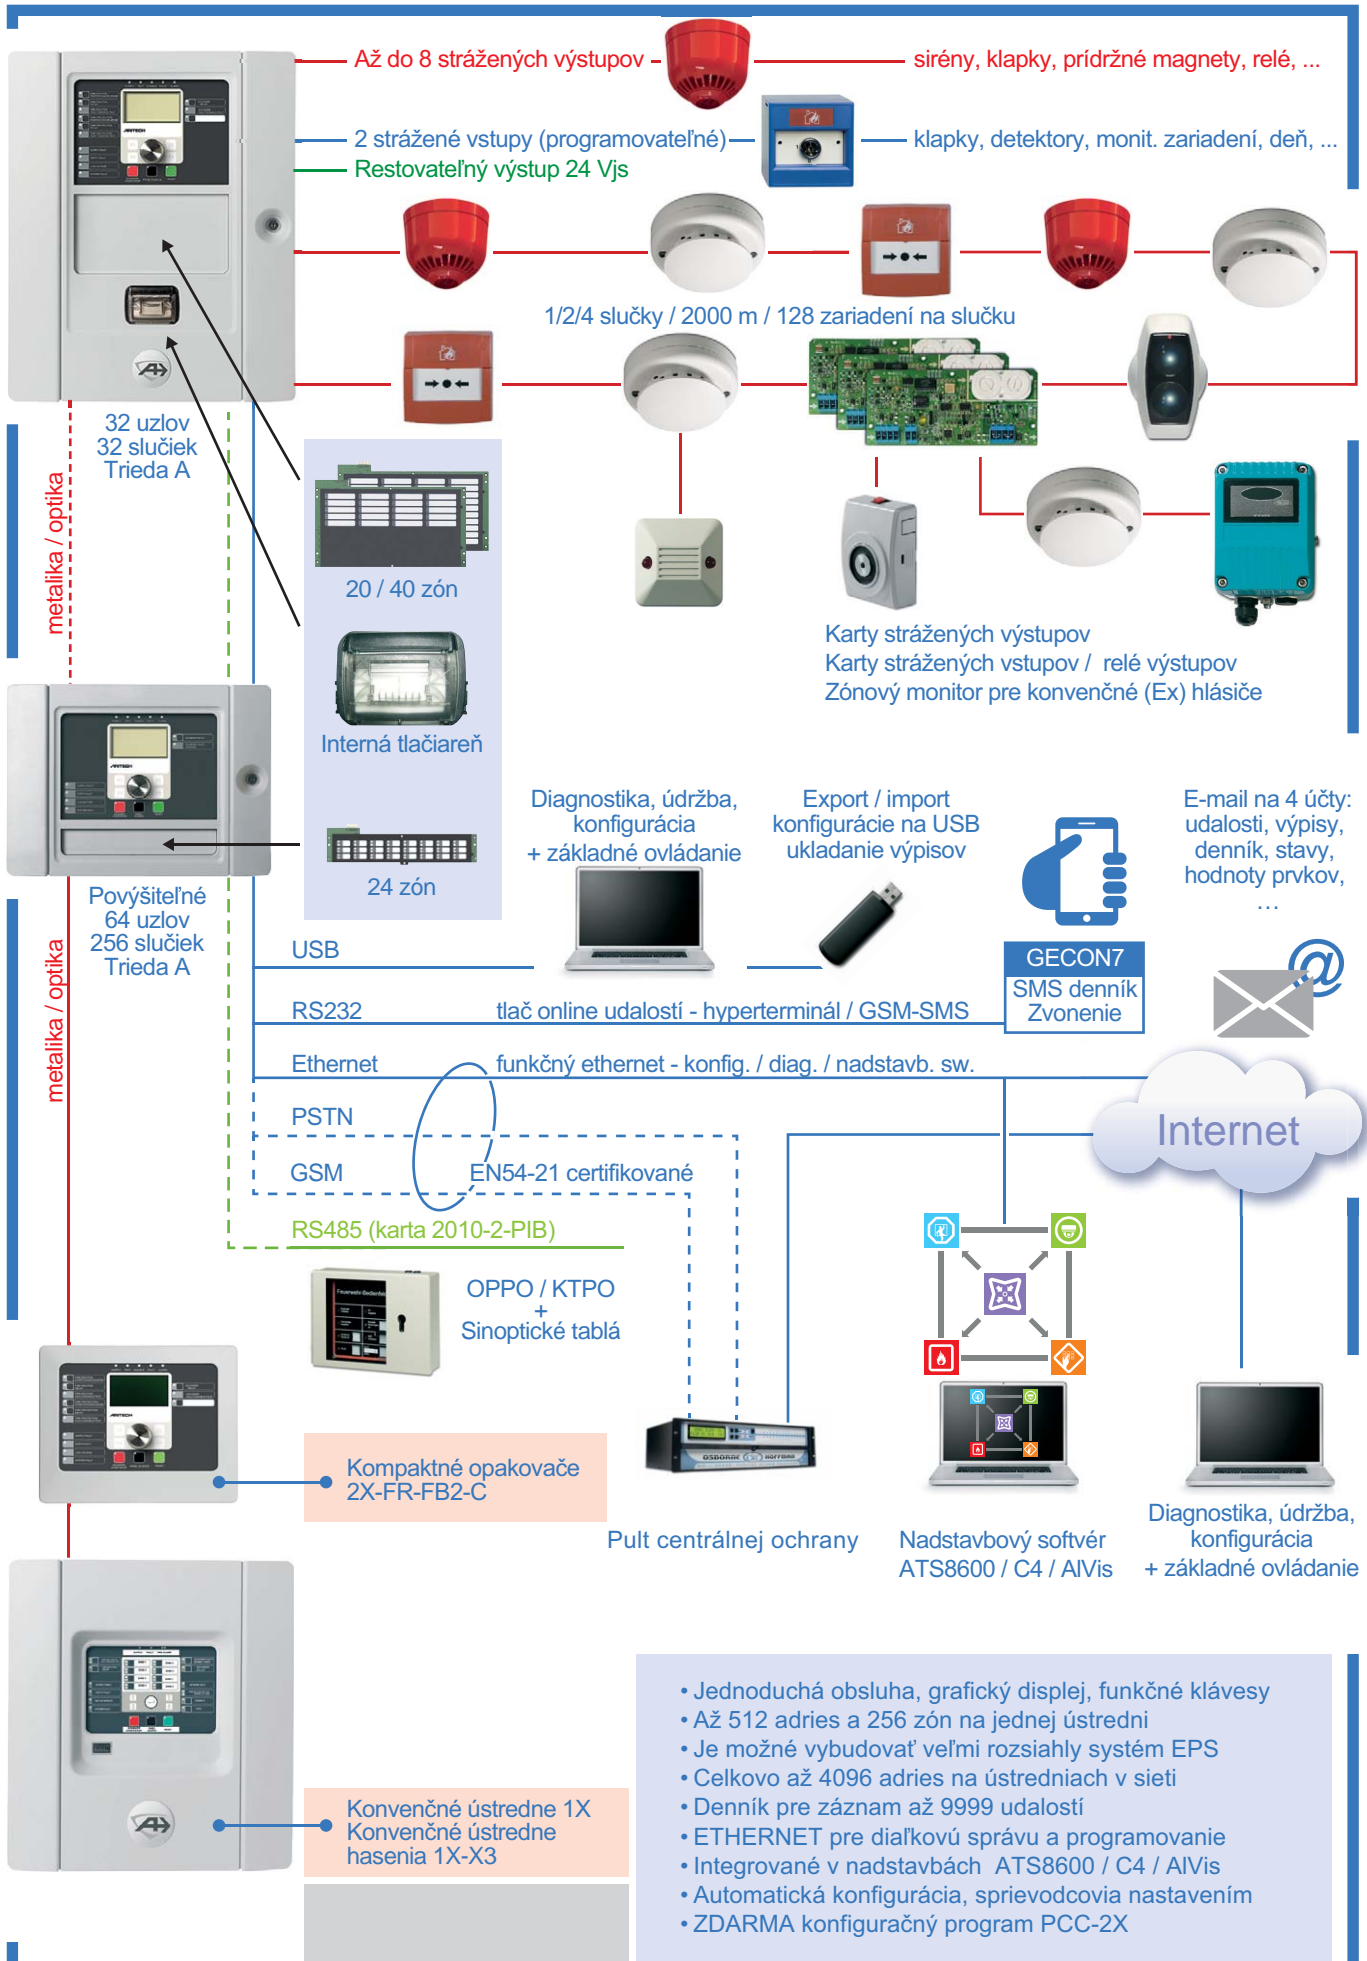 Až do 8 strážených výstupov
sirény, klapky, prídržné magnety, relé, ...
2 strážené vstupy (programovateľné)
klapky, detektory, monit. zariadení, deň, ...
Restovateľný výstup 24 Vjs
ARITECH
1/2/4 slučky / 2000 m / 128 zariadení na slučku
32 uzlov
32 slučiek
Trieda A
metalika / optika
20 / 40 zón
Interná tlačiareň
24 zón
Karty strážených výstupov
Karty strážených vstupov / relé výstupov
Zónový monitor pre konvenčné (Ex) hlásiče
ARITECH
Povýšiteľné
64 uzlov
256 slučiek
Trieda A
metalika / optika
Diagnostika, údržba,
konfigurácia
+ základné ovládanie
Export / import
konfigurácie na USB
ukladanie výpisov
E-mail na 4 účty:
udalosti, výpisy,
denník, stavy,
hodnoty prvkov,
...
USB
GECON7
SMS denník
Zvonenie
@
RS232
tlač online udalostí - hyperterminál / GSM-SMS
Ethernet
funkčný ethernet - konfig. / diag. / nadstavb. sw.
Internet
PSTN
GSM
EN54-21 certifikované
RS485 (karta 2010-2-PIB)
Feuerwehr-Bedienfeld
OPPO / KTPO
+
Sinoptické tablá
ARITECH
Kompaktné opakovače
2X-FR-FB2-C
OSBORNE HOFFMAN
Pult centrálnej ochrany
Nadstavbový softvér
ATS8600 / C4 / AlVis
Diagnostika, údržba,
konfigurácia
+ základné ovládanie
Konvenčné ústredne 1X
Konvenčné ústredne
hasenia 1X-X3
• Jednoduchá obsluha, grafický displej, funkčné klávesy
• Až 512 adries a 256 zón na jednej ústredni
• Je možné vybudovať veľmi rozsiahly systém EPS
• Celkovo až 4096 adries na ústredniach v sieti
• Denník pre záznam až 9999 udalostí
• ETHERNET pre diaľkovú správu a programovanie
• Integrované v nadstavbách ATS8600 / C4 / AlVis
• Automatická konfigurácia, sprievodcovia nastavením
• ZDARMA konfiguračný program PCC-2X